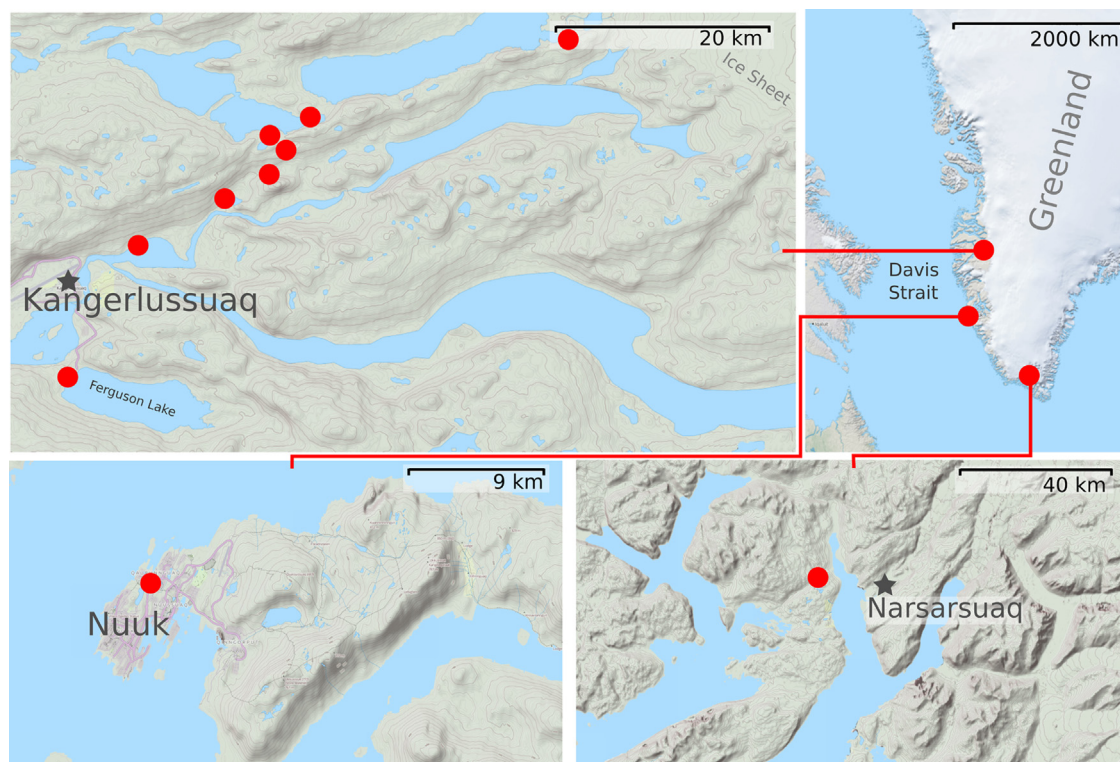 20 km
Ice Sheet
Kangerlussuaq
Ferguson Lake
2000 km
Greenland
Davis
Strait
9 km
Nuuk
40 km
Narsarsuaq